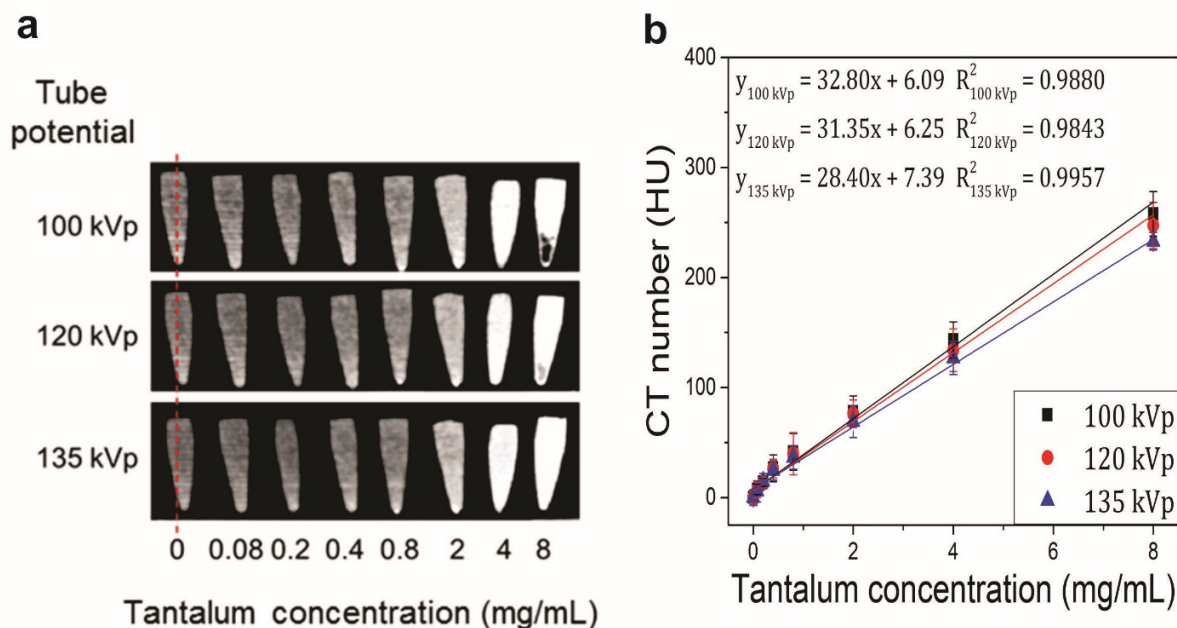 a
Tube
potential
100 kVp
120 kVp
135 kVp
0 0.08 0.2 0.4 0.8 2 4 8
Tantalum concentration (mg/mL)
b
400
300
200
100
0
CT number (HU)
y100 kVp = 32.80x + 6.09 R2100 kVp = 0.9880
y120 kVp = 31.35x + 6.25 R2120 kVp = 0.9843
y135 kVp = 28.40x + 7.39 R2135 kVp = 0.9957
100 kVp
120 kVp
135 kVp
0 2 4 6 8
Tantalum concentration (mg/mL)